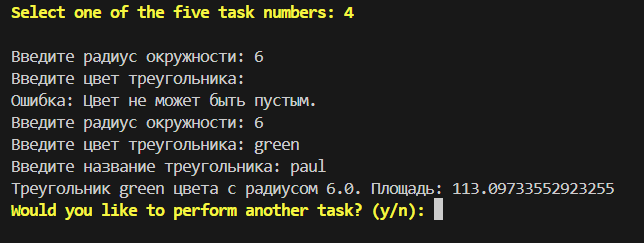 Select one of the five task numbers: 4
Введите радиус окружности: 6
Введите цвет треугольника:
Ошибка: Цвет не может быть пустым.
Введите радиус окружности: 6
Введите цвет треугольника: green
Введите название треугольника: paul
Треугольник green цвета с радиусом 6.0. Площадь: 113.09733552923255
Would you like to perform another task? (y/n):